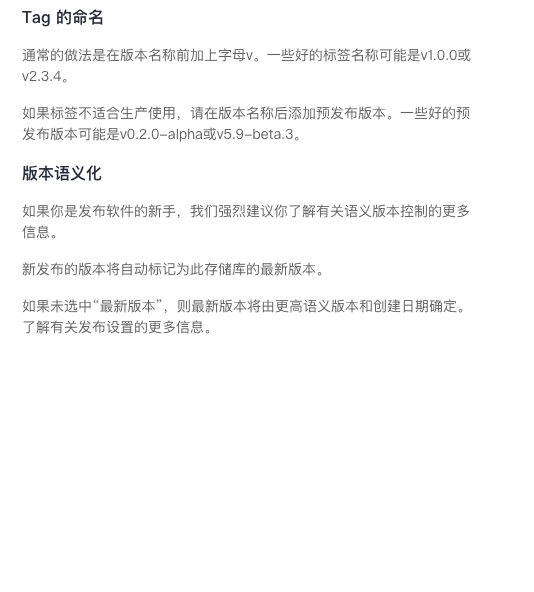 Tag 的命名
通常的做法是在版本名称前加上字母v。一些好的标签名称可能是v1.0.0或
v2.3.4。
如果标签不适合生产使用，请在版本名称后添加预发布版本。一些好的预
发布版本可能是v0.2.0–alpha或v5.9–beta.3。
版本语义化
如果你是发布软件的新手，我们强烈建议你了解有关语义版本控制的更多
信息。
新发布的版本将自动标记为此存储库的最新版本。
如果未选中“最新版本”，则最新版本将由更高语义版本和创建日期确定。
了解有关发布设置的更多信息。